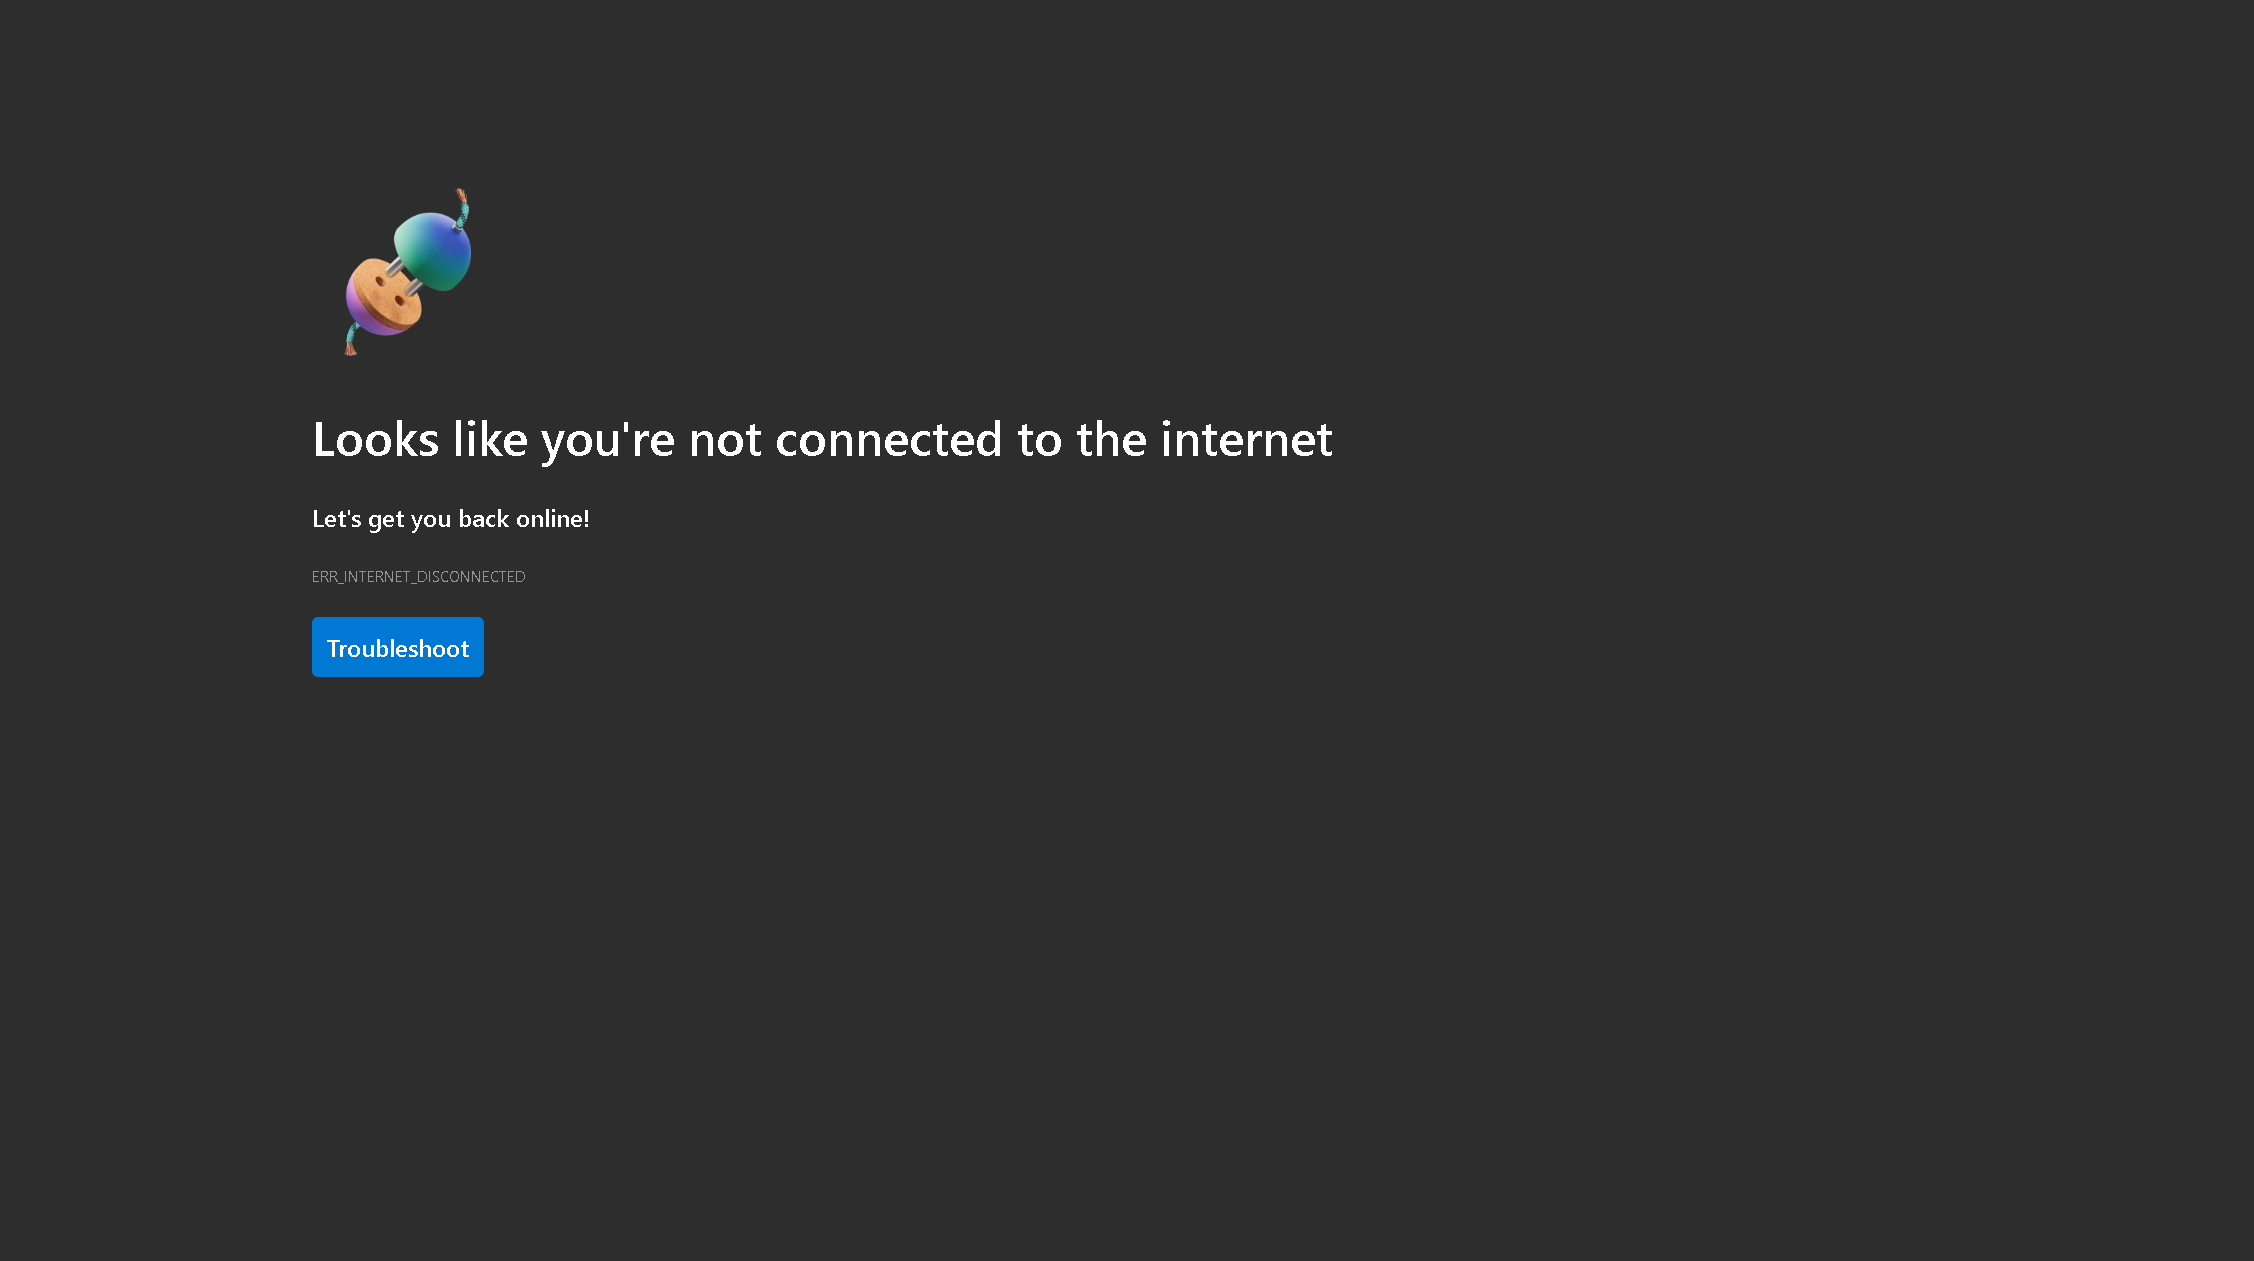 Looks like you're not connected to the internet
Let's get you back online!
ERR_INTERNET_DISCONNECTED
Troubleshoot